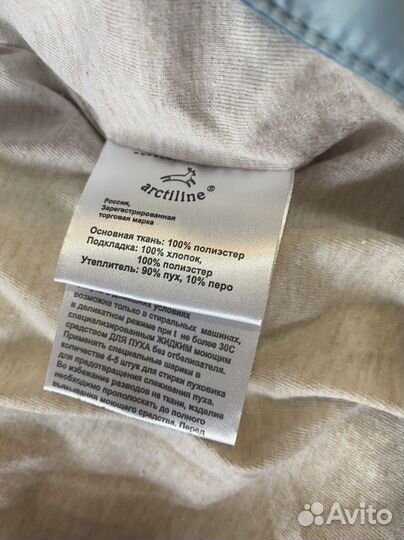 arctiline®
Россия,
Зарегистрированная
торговая марка
Основная ткань: 100% полиэстер
Подкладка: 100% хлопок,
100% полиэстер
Утеплитель: 90% пух, 10% перо
условиях
возможна только в стиральных машинах,
в деликатном режиме при t не более 30С
специализированным ЖИДКИМ моющим
средством ДЛЯ ПУХА без отбеливателя.
Применять специальные шарики в
количестве 4-5 штук для стирки пуховика
для предотвращения слеживания пуха.
Во избежание разводов на ткани, изделие
необходимо прополоскать до полного
вымывания моющего средства. Перед
Avito